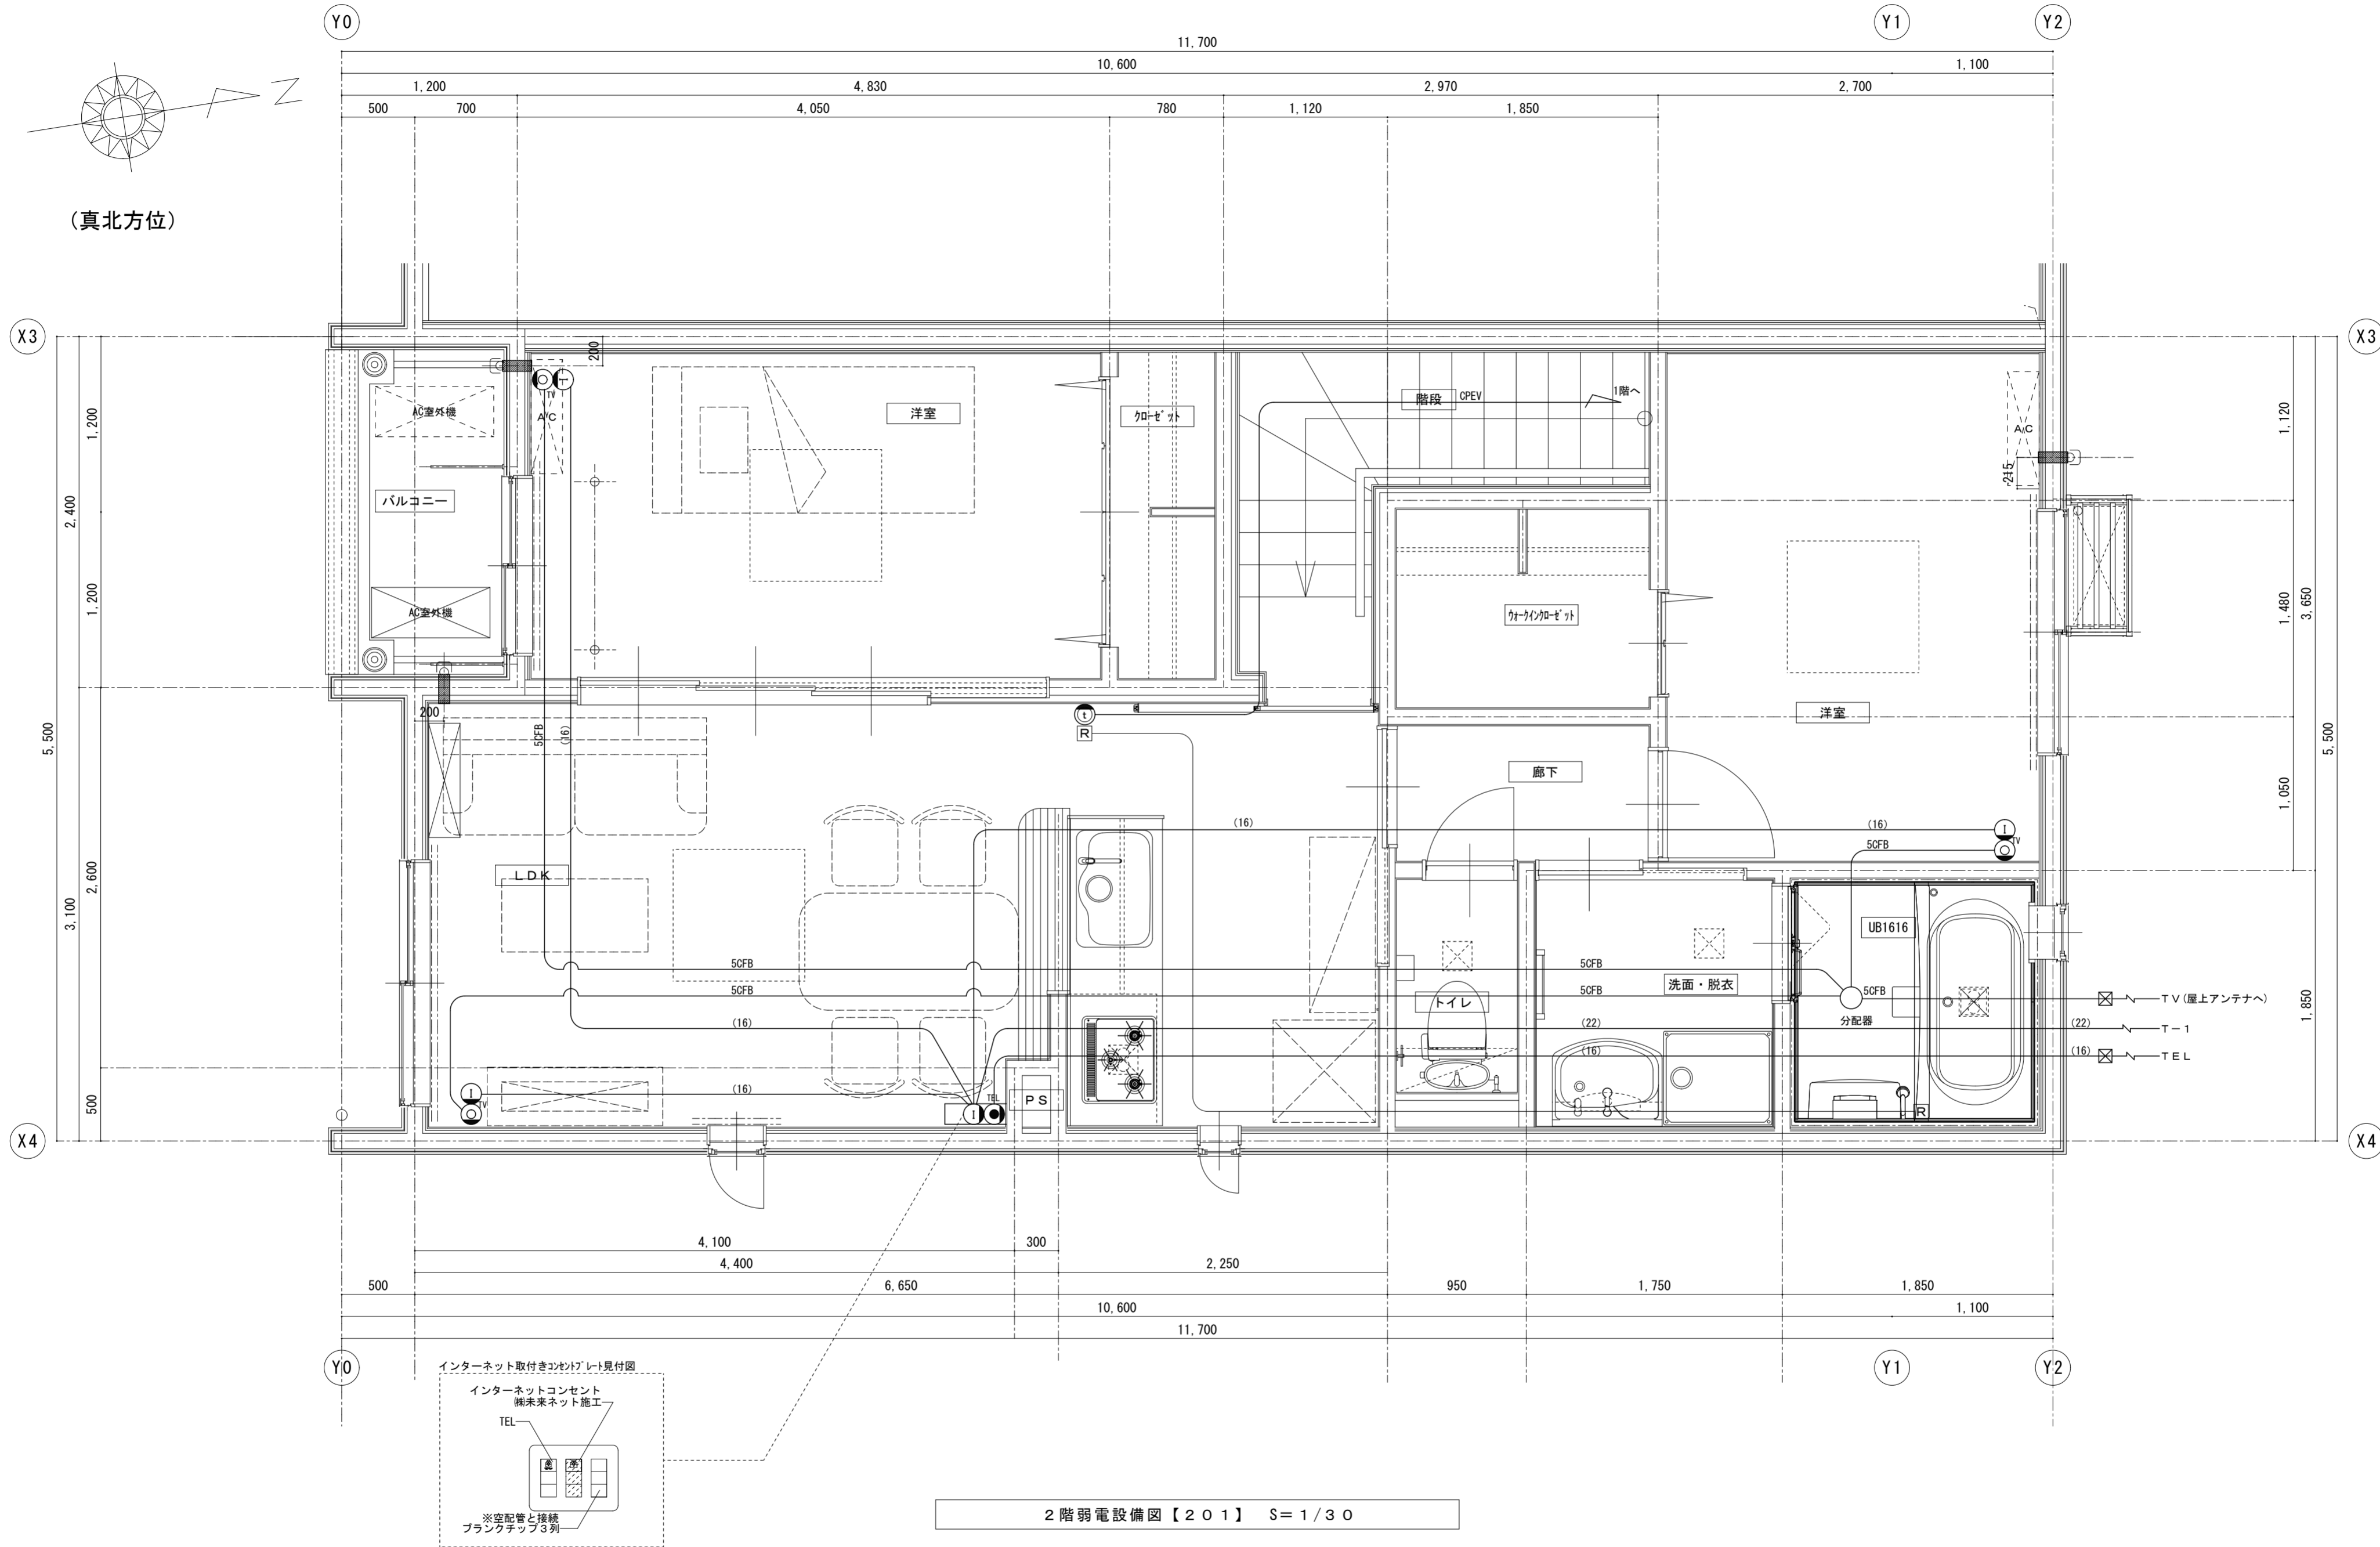 Y0
Y1
Y2
11,700
10,600
1,100
1,200
4,830
2,970
2,700
500
700
4,050
780
1,120
1,850
N
(真北方位)
X3
X3
200
AC室外機
TV
A/C
洋室
クローゼット
階段
CPEV
1階へ
A/C
1,200
1,120
215
バルコニー
2,400
AC室外機
1,200
ウォークインクローゼット
1,480
3,650
200
5CFB
(16)
t
R
洋室
5,500
5,500
廊下
1,050
(16)
(16)
I
TV
5CFB
LDK
2,600
3,100
UB1616
5CFB
5CFB
洗面・脱衣
5CFB
5CFB
5CFB
トイレ
TV(屋上アンテナへ)
1,850
分配器
(16)
(22)
(22)
T-1
(16)
(16)
TEL
500
I
TV
(16)
TEL
I
PS
R
X4
X4
4,100
300
4,400
2,250
500
6,650
950
1,750
1,850
10,600
1,100
11,700
Y0
Y1
Y2
インターネット取付きコンセントプレート見付図
インターネットコンセント
㈱未来ネット施工
TEL
※空配管と接続
ブランクチップ3列
2階弱電設備図【201】 S=1/30